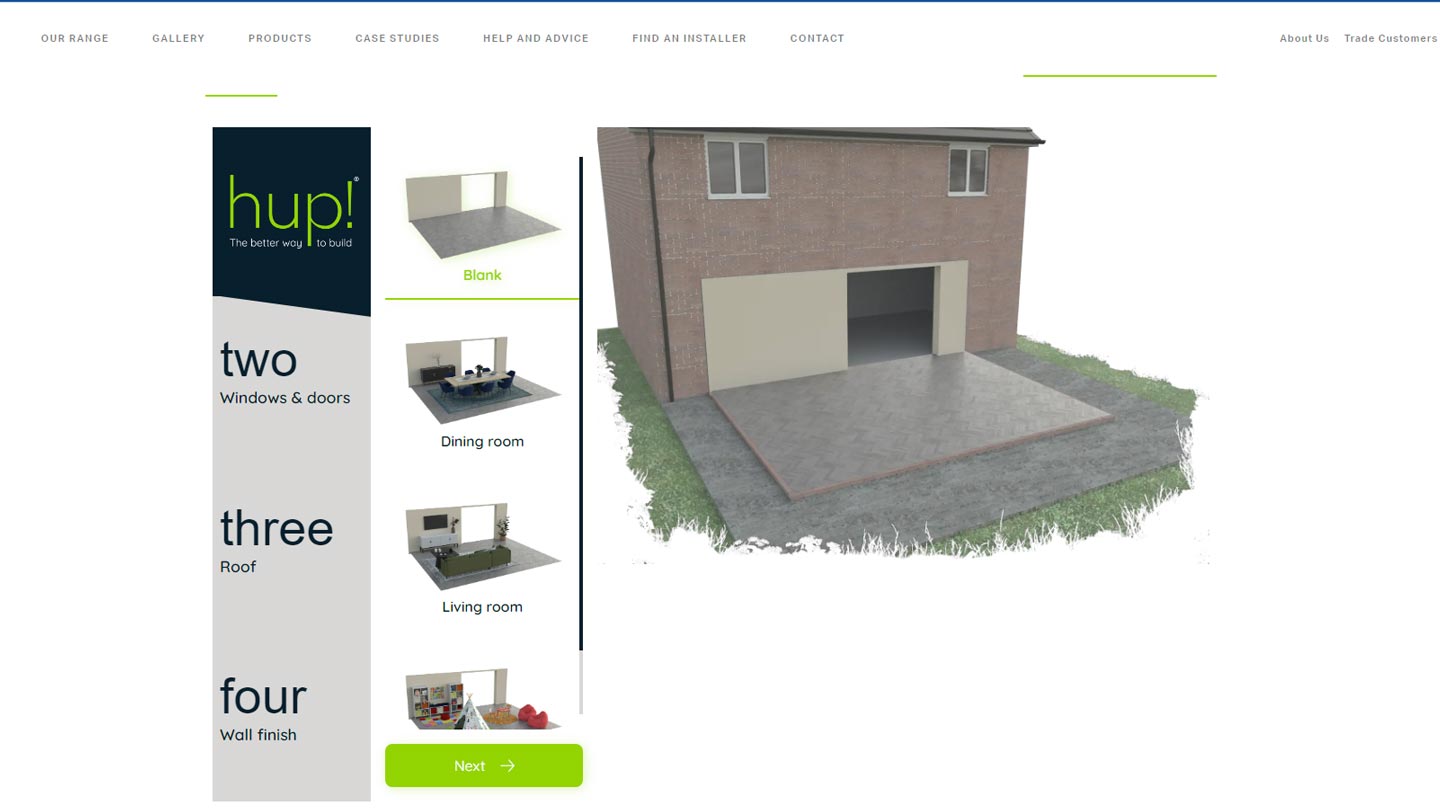 OUR RANGE
GALLERY
PRODUCTS
CASE STUDIES
HELP AND ADVICE
FIND AN INSTALLER
CONTACT
About Us
Trade Customers
hup!®
The better way to build
two
Windows & doors
three
Roof
four
Wall finish
Blank
Dining room
Living room
Next →